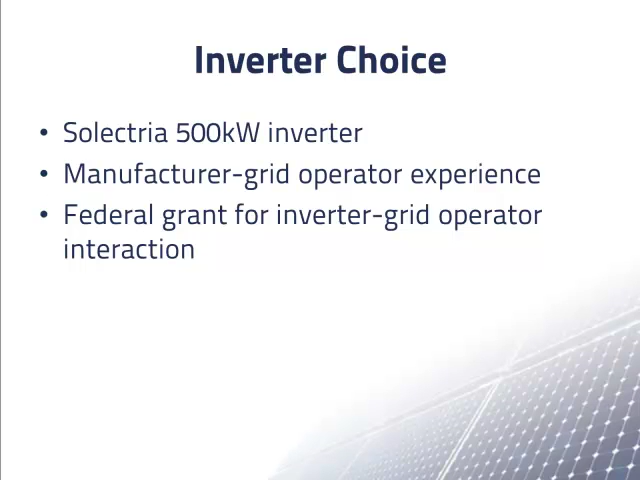 Inverter Choice
• Solectria 500kW inverter
• Manufacturer-grid operator experience
• Federal grant for inverter-grid operator
interaction